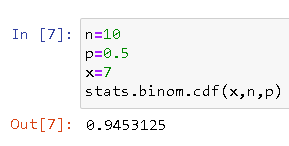 In [7]: n=10
p=0.5
x=7
stats.binom.cdf(x,n,p)
Out[7]: 0.9453125